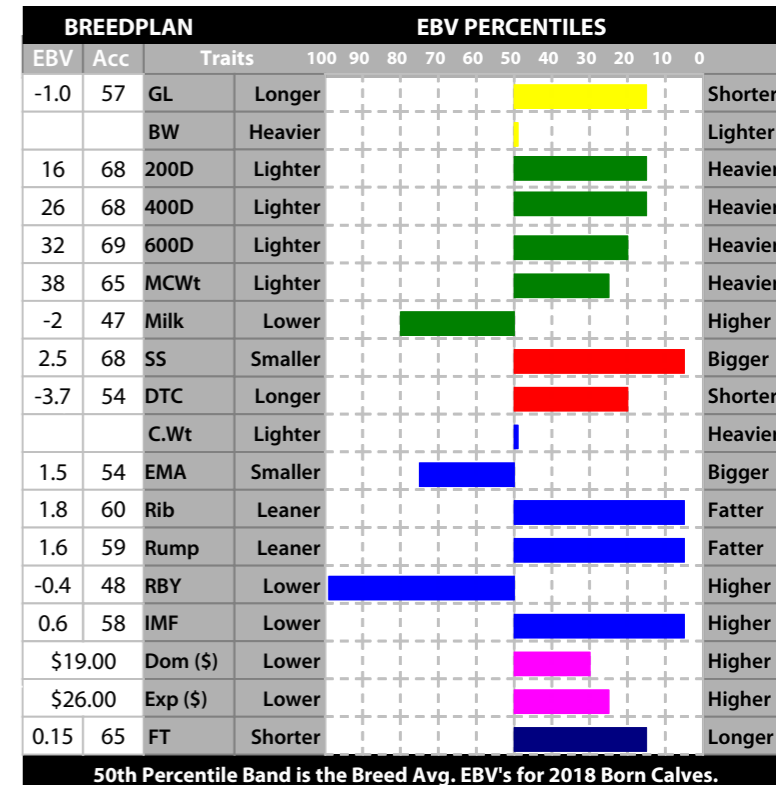 BREEDPLAN EBV PERCENTILES
EBV Acc Traits 100 90 80 70 60 50 40 30 20 10 0
-1.0 57 GL Longer Shorter
BW Heavier Lighter
16 68 200D Lighter Heavier
26 68 400D Lighter Heavier
32 69 600D Lighter Heavier
38 65 MCWt Lighter Heavier
-2 47 Milk Lower Higher
2.5 68 SS Smaller Bigger
-3.7 54 DTC Longer Shorter
C.Wt Lighter Heavier
1.5 54 EMA Smaller Bigger
1.8 60 Rib Leaner Fatter
1.6 59 Rump Leaner Fatter
-0.4 48 RBY Lower Higher
0.6 58 IMF Lower Higher
$19.00 Dom ($) Lower Higher
$26.00 Exp ($) Lower Higher
0.15 65 FT Shorter Longer
50th Percentile Band is the Breed Avg. EBV's for 2018 Born Calves.